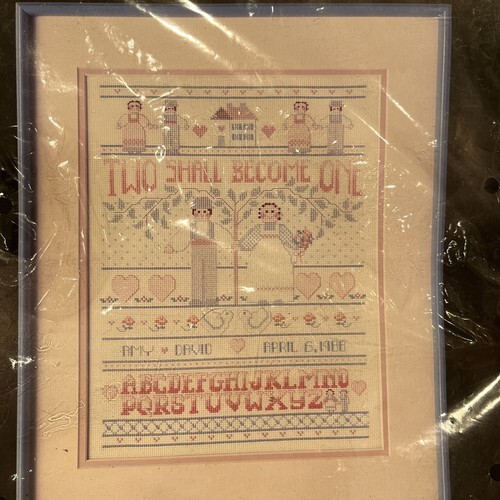 TWO SHALL BECOME ONE
AMY DAVID APRIL 6, 1988
ABCDEFGHIJKLMNO
PQRSTUVWXYZ